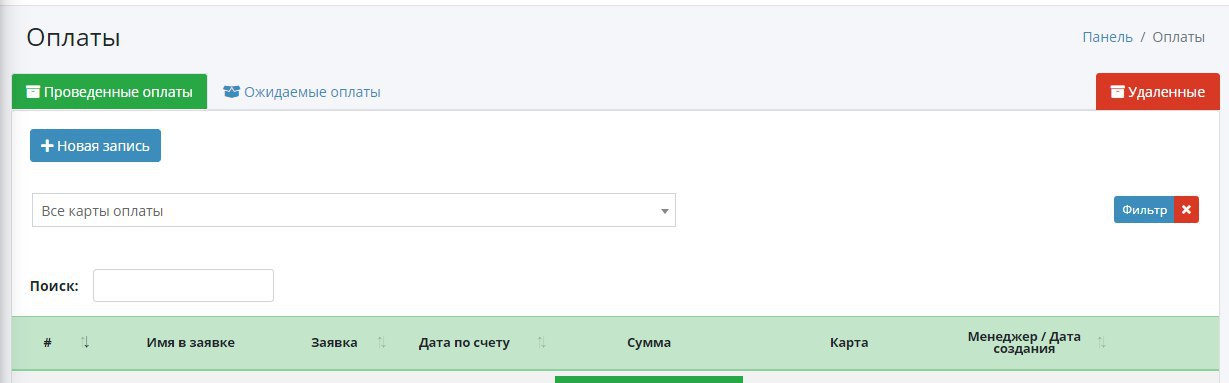 Оплаты
Панель / Оплаты
Проведенные оплаты
Ожидаемые оплаты
Удаленные
Новая запись
Все карты оплаты
Фильтр
Поиск:
# Имя в заявке Заявка Дата по счету Сумма Карта Менеджер / Дата
создания